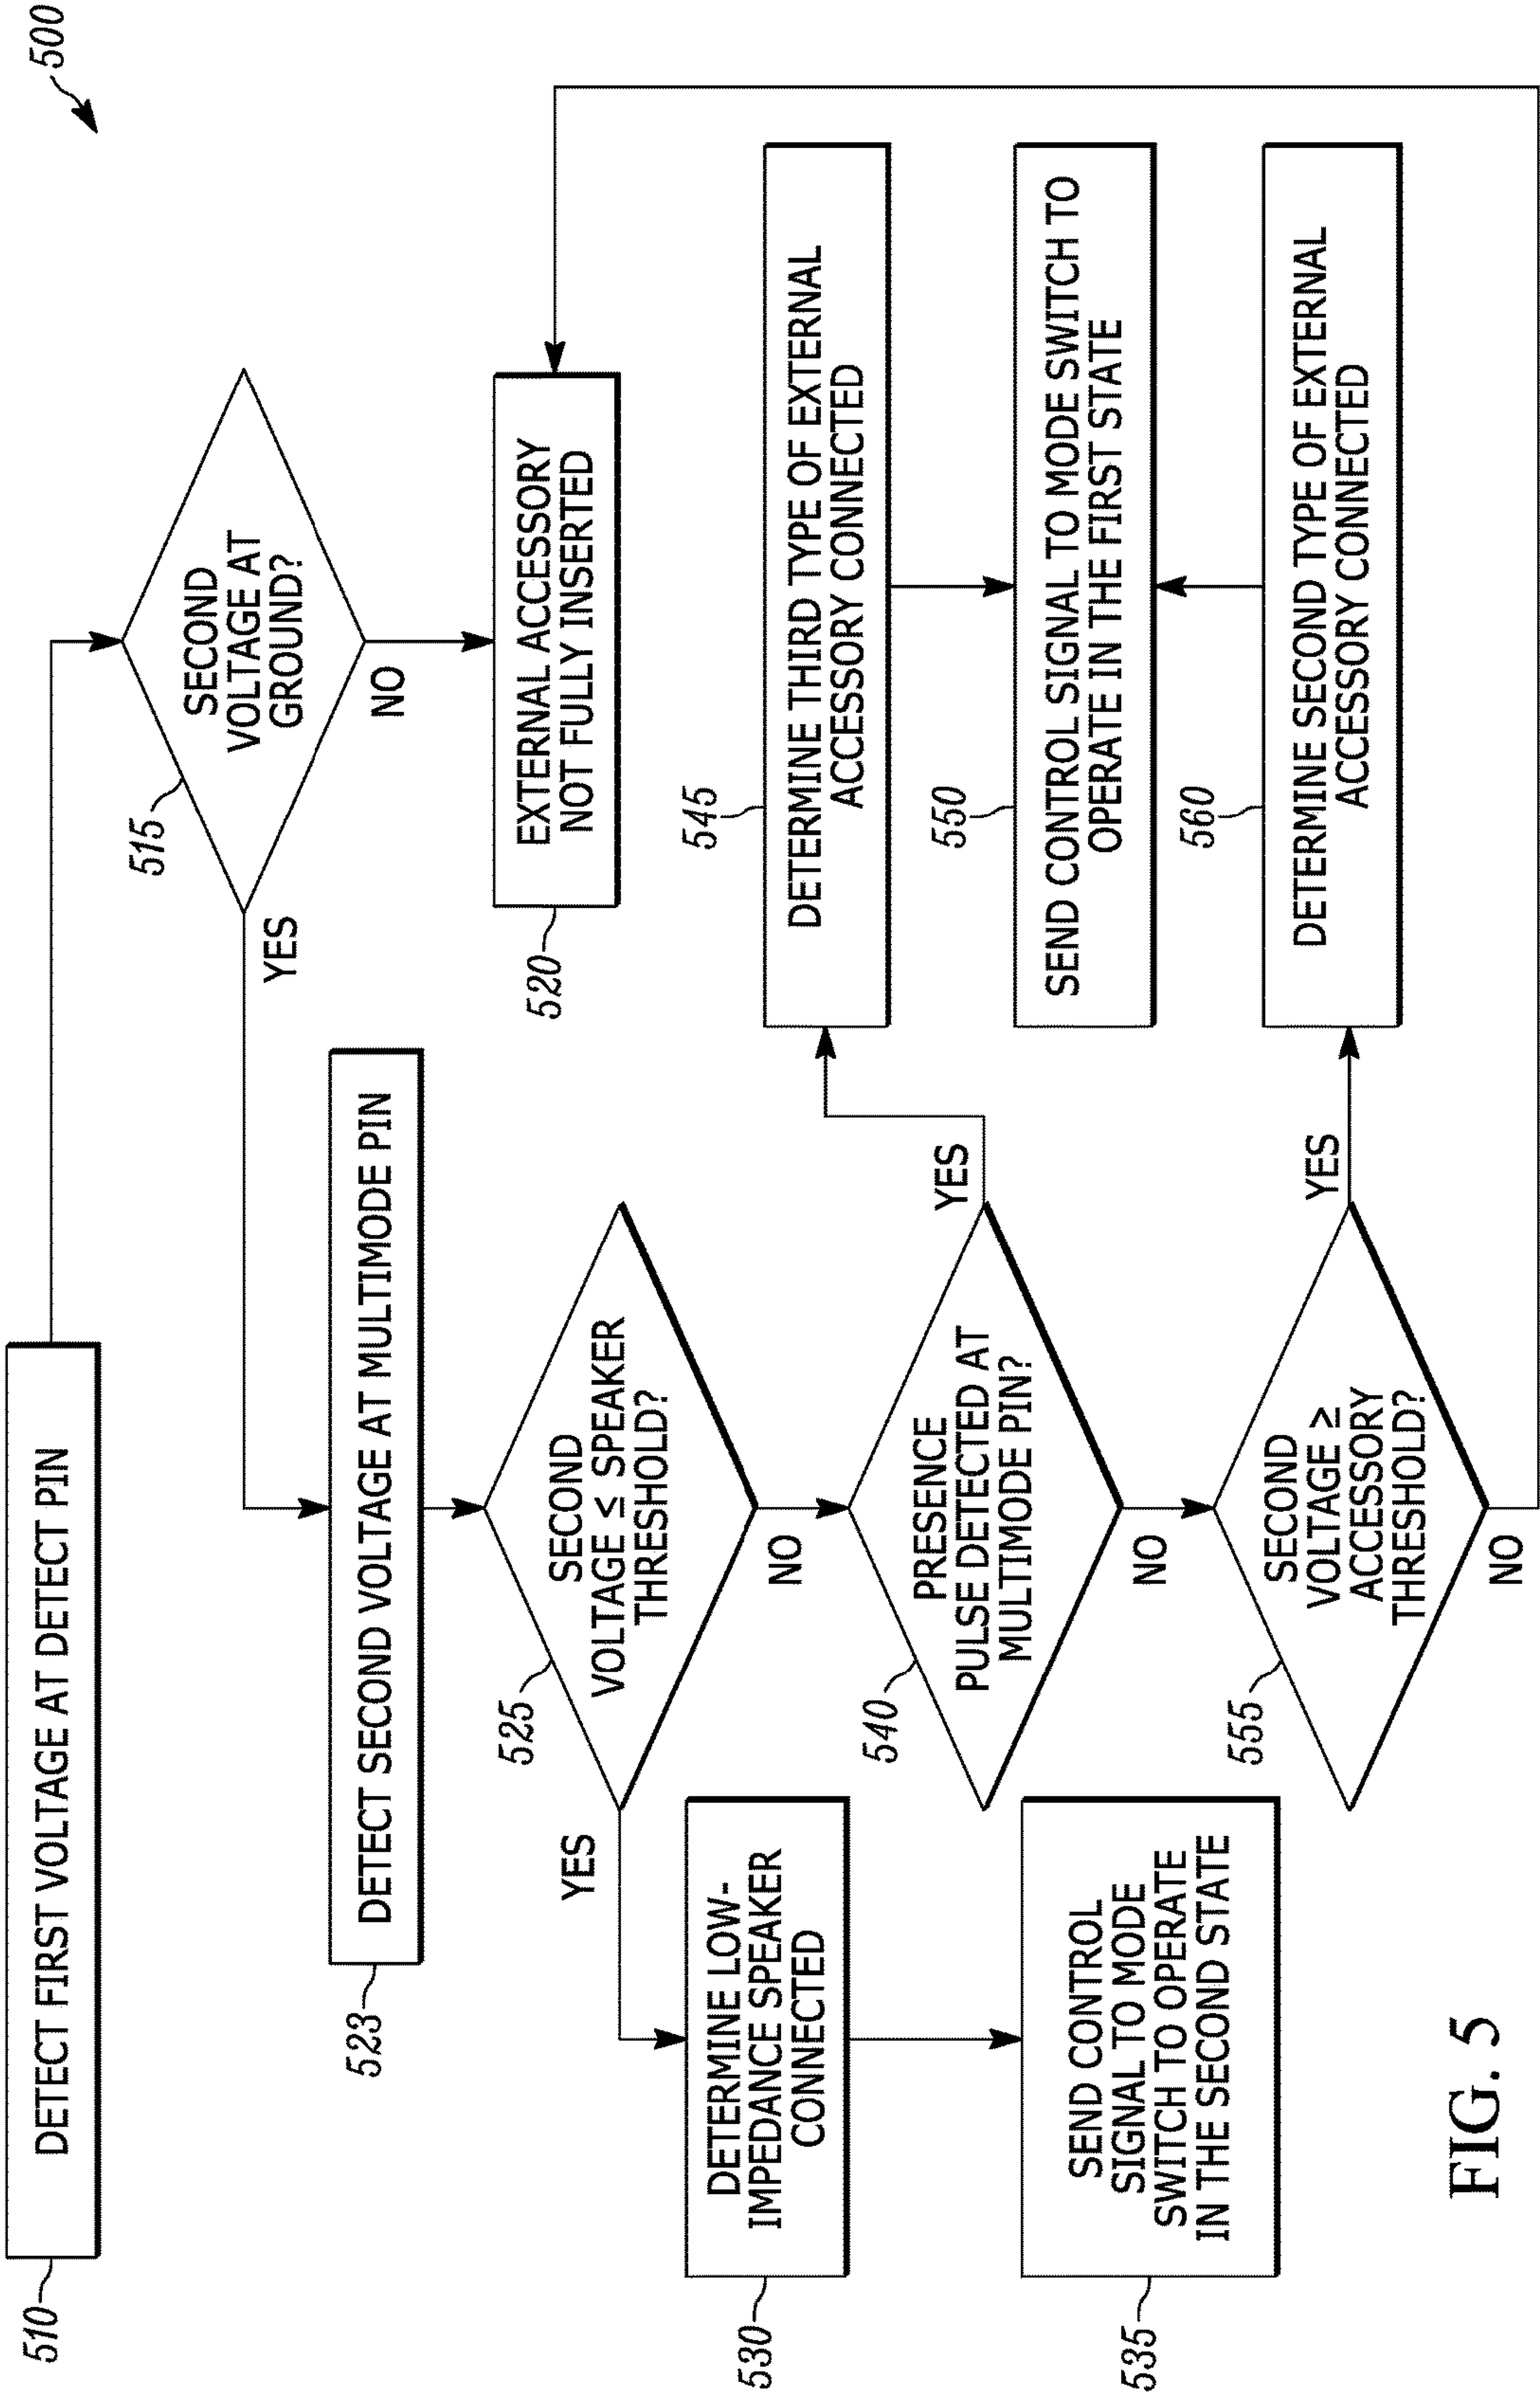 500
510
DETECT FIRST VOLTAGE AT DETECT PIN
515
SECOND
VOLTAGE AT
GROUND?
YES
NO
520
EXTERNAL ACCESSORY
NOT FULLY INSERTED
523
DETECT SECOND VOLTAGE AT MULTIMODE PIN
525
SECOND
VOLTAGE ≤ SPEAKER
THRESHOLD?
YES
NO
530
DETERMINE LOW-
IMPEDANCE SPEAKER
CONNECTED
535
SEND CONTROL
SIGNAL TO MODE
SWITCH TO OPERATE
IN THE SECOND STATE
540
PRESENCE
PULSE DETECTED AT
MULTIMODE PIN?
YES
NO
545
DETERMINE THIRD TYPE OF EXTERNAL
ACCESSORY CONNECTED
550
SEND CONTROL SIGNAL TO MODE SWITCH TO
OPERATE IN THE FIRST STATE
555
SECOND
VOLTAGE ≥
ACCESSORY
THRESHOLD?
YES
NO
560
DETERMINE SECOND TYPE OF EXTERNAL
ACCESSORY CONNECTED
FIG. 5